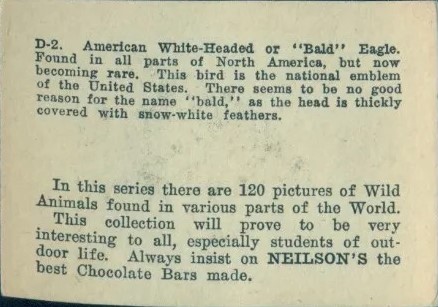 D-2. American White-Headed or "Bald" Eagle.
Found in all parts of North America, but now
becoming rare. This bird is the national emblem
of the United States. There seems to be no good
reason for the name "bald," as the head is thickly
covered with snow-white feathers.
In this series there are 120 pictures of Wild
Animals found in various parts of the World.
This collection will prove to be very
interesting to all, especially students of out-
door life. Always insist on NEILSON'S the
best Chocolate Bars made.